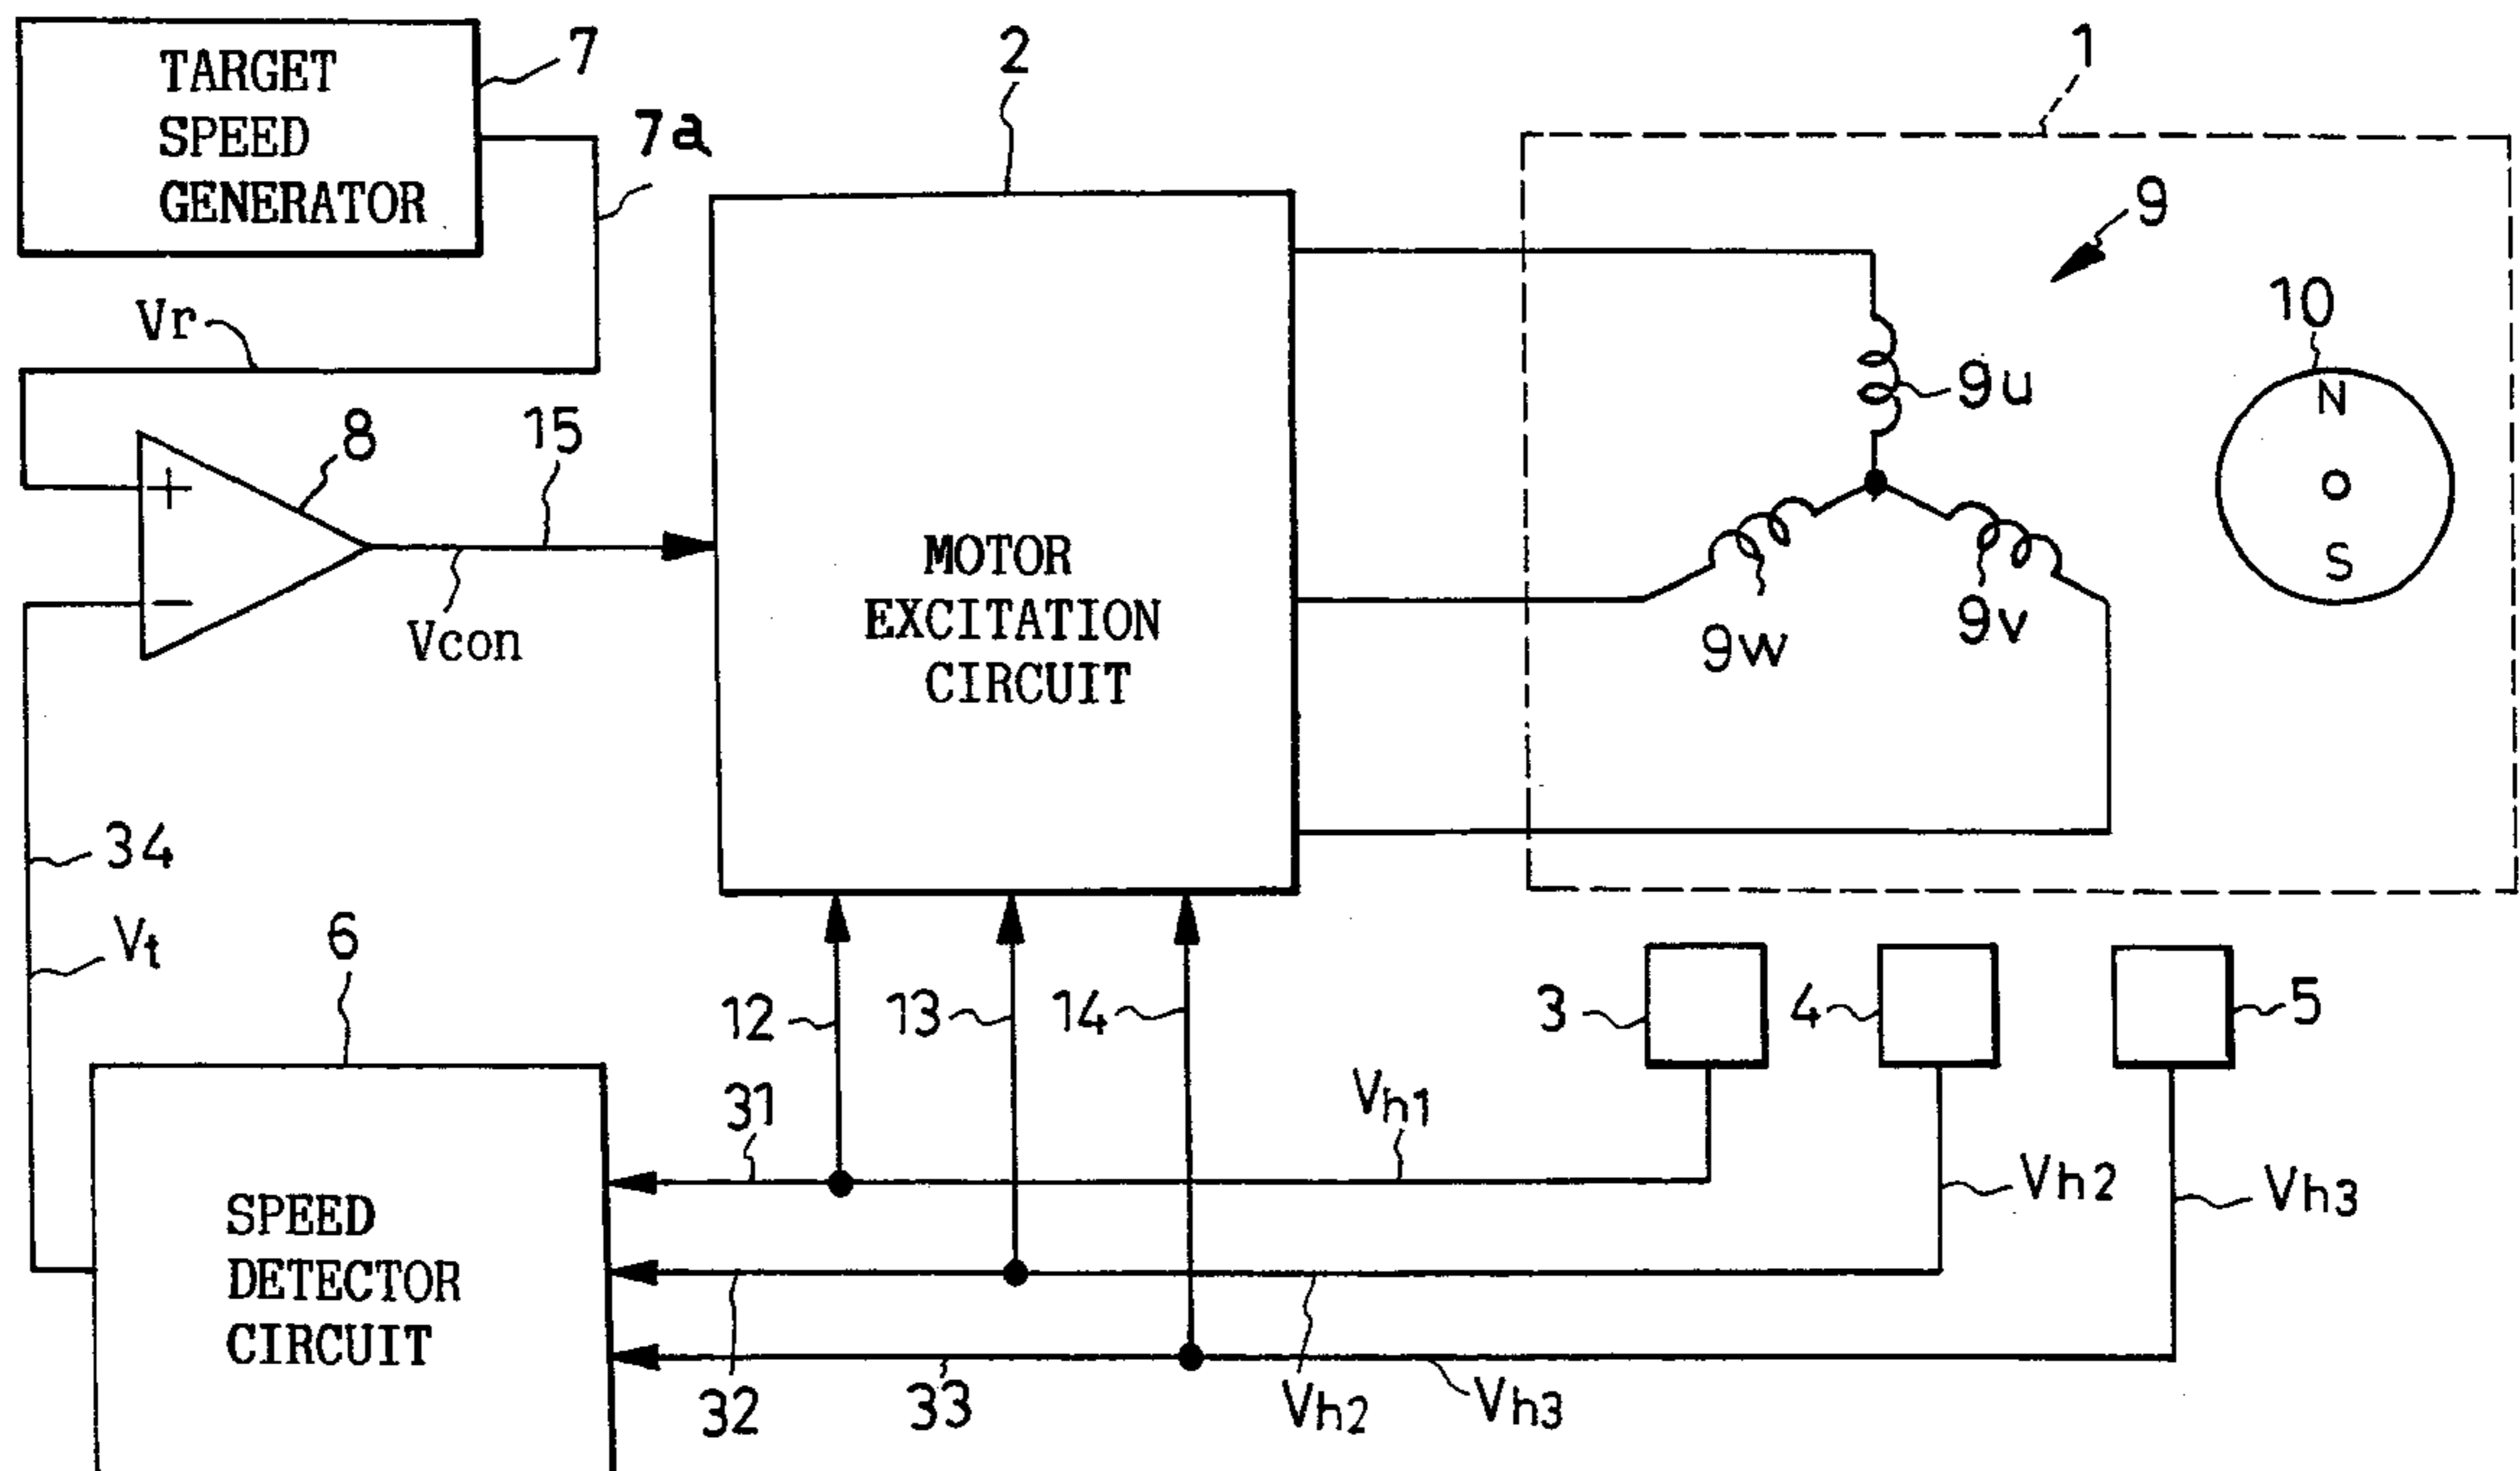 TARGET
SPEED
GENERATOR
7
7a
2
1
9
10
N
S
9u
9v
9w
Vr
8
+
−
15
Vcon
MOTOR
EXCITATION
CIRCUIT
34
Vt
6
12
13
14
3
4
5
31
Vh1
Vh2
Vh3
SPEED
DETECTOR
CIRCUIT
32
33
Vh2
Vh3